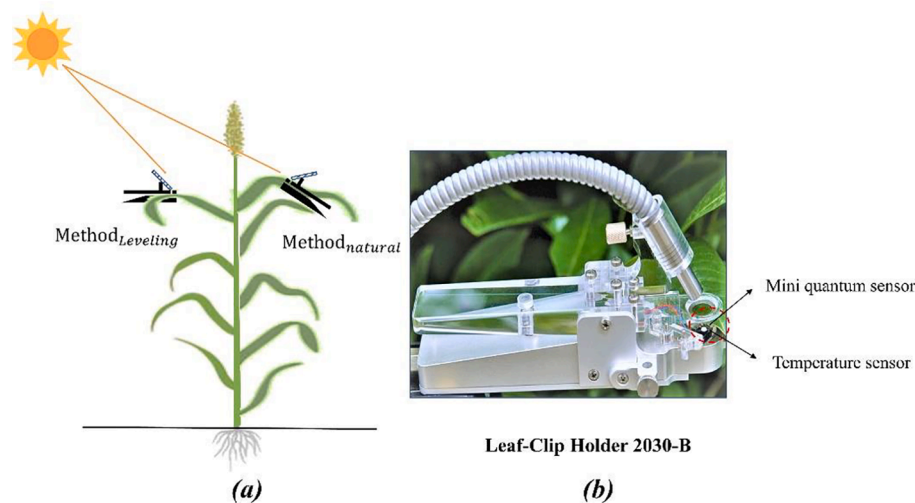 Method_Leveling
Method_natural
(a)
Mini quantum sensor
Temperature sensor
Leaf-Clip Holder 2030-B
(b)